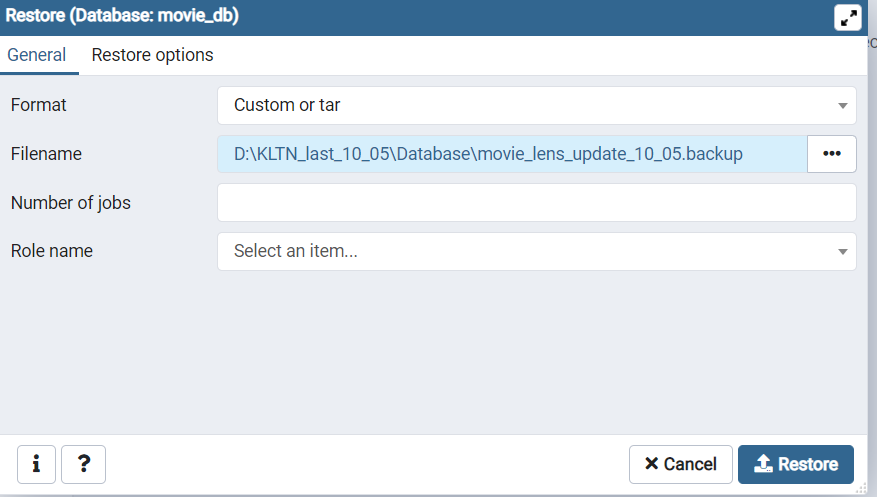 Restore (Database: movie_db)
General Restore options
Format Custom or tar
Filename D:\KLTN_last_10_05\Database\movie_lens_update_10_05.backup •••
Number of jobs
Role name Select an item...
i ? × Cancel Restore